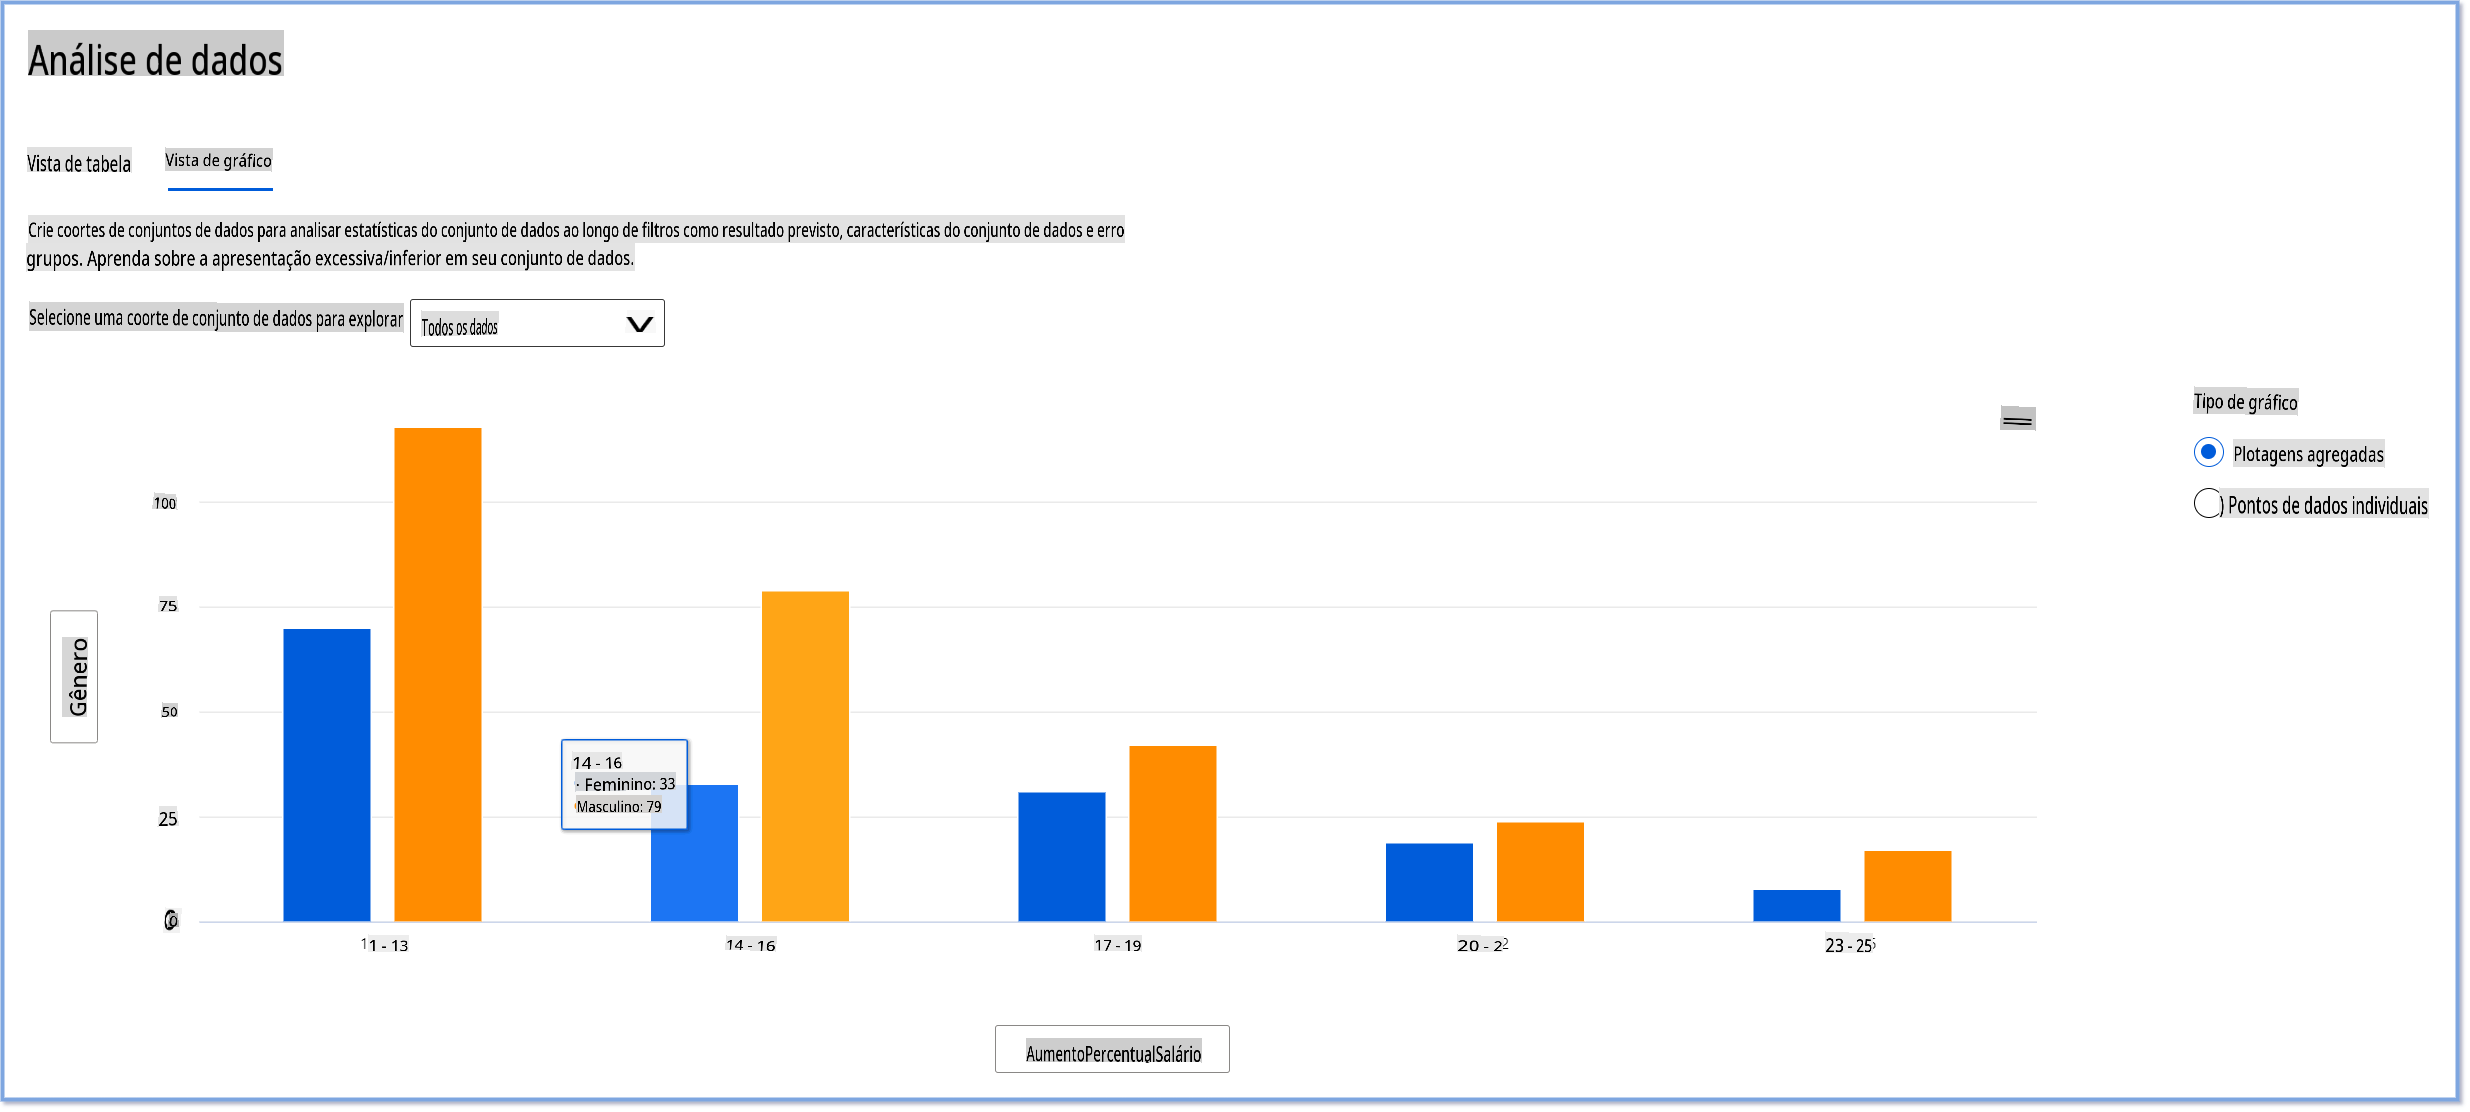 Análise de dados
Vista de tabela
Vista de gráfico
Crie coortes de conjuntos de dados para analisar estatísticas do conjunto de dados ao longo de filtros como resultado previsto, características do conjunto de dados e erro
grupos. Aprenda sobre a apresentação excessiva/inferior em seu conjunto de dados.
Selecione uma coorte de conjunto de dados para explorar
Todos os dados
Tipo de gráfico
Plotagens agregadas
) Pontos de dados individuais
Gênero
100
75
50
25
0
14 - 16
· Feminino: 33
Masculino: 79
11 - 13
14 - 16
17 - 19
20 - 22
23 - 25
AumentoPercentualSalário